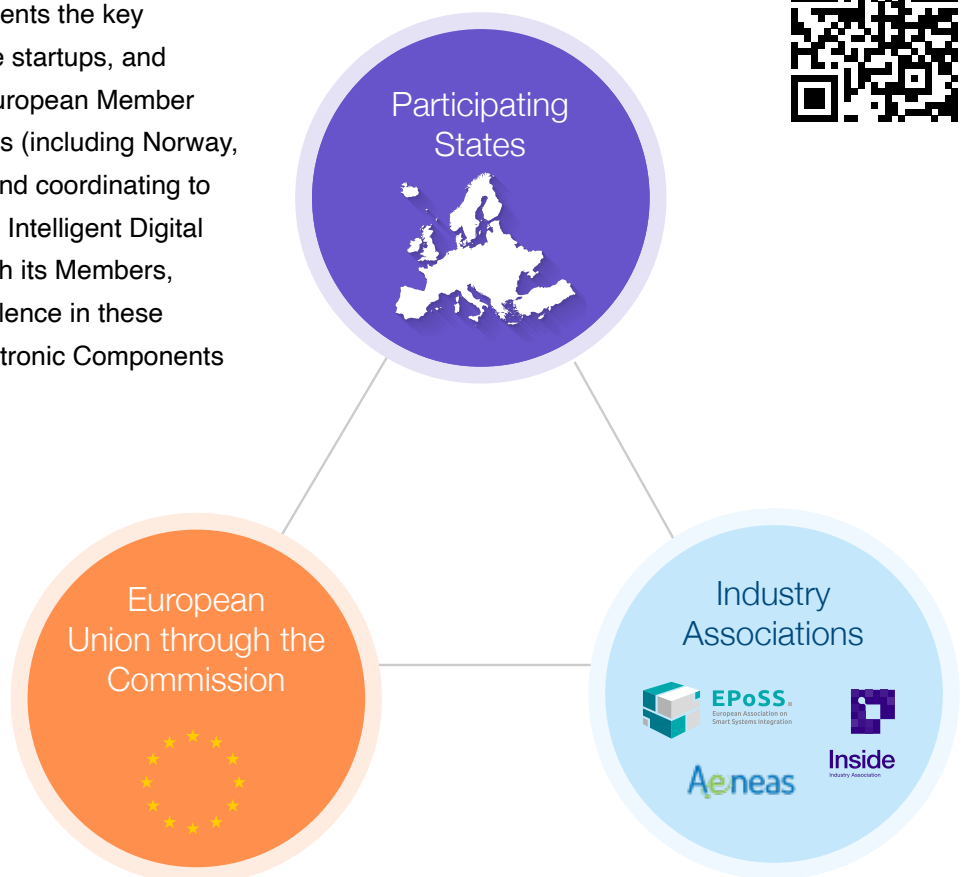 ents the key
startups, and
uropean Member
s (including Norway,
nd coordinating to
Intelligent Digital
h its Members,
lence in these
tronic Components
Participating
States
European
Union through the
Commission
Industry
Associations
EPoSS
European Association on
Smart Systems Integration
Inside
Industry Association
Aeneas